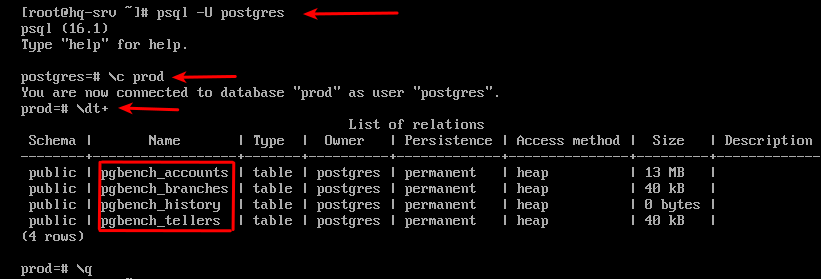 [root@hq-srv ~]# psql -U postgres
psql (16.1)
Type "help" for help.
postgres=# \c prod
You are now connected to database "prod" as user "postgres".
prod=# \dt+
List of relations
Schema | Name | Type | Owner | Persistence | Access method | Size | Description
--------+------------------+-------+----------+-------------+---------------+---------+-------------
public | pgbench_accounts | table | postgres | permanent | heap | 13 MB |
public | pgbench_branches | table | postgres | permanent | heap | 40 kB |
public | pgbench_history | table | postgres | permanent | heap | 0 bytes |
public | pgbench_tellers | table | postgres | permanent | heap | 40 kB |
(4 rows)
prod=# \q